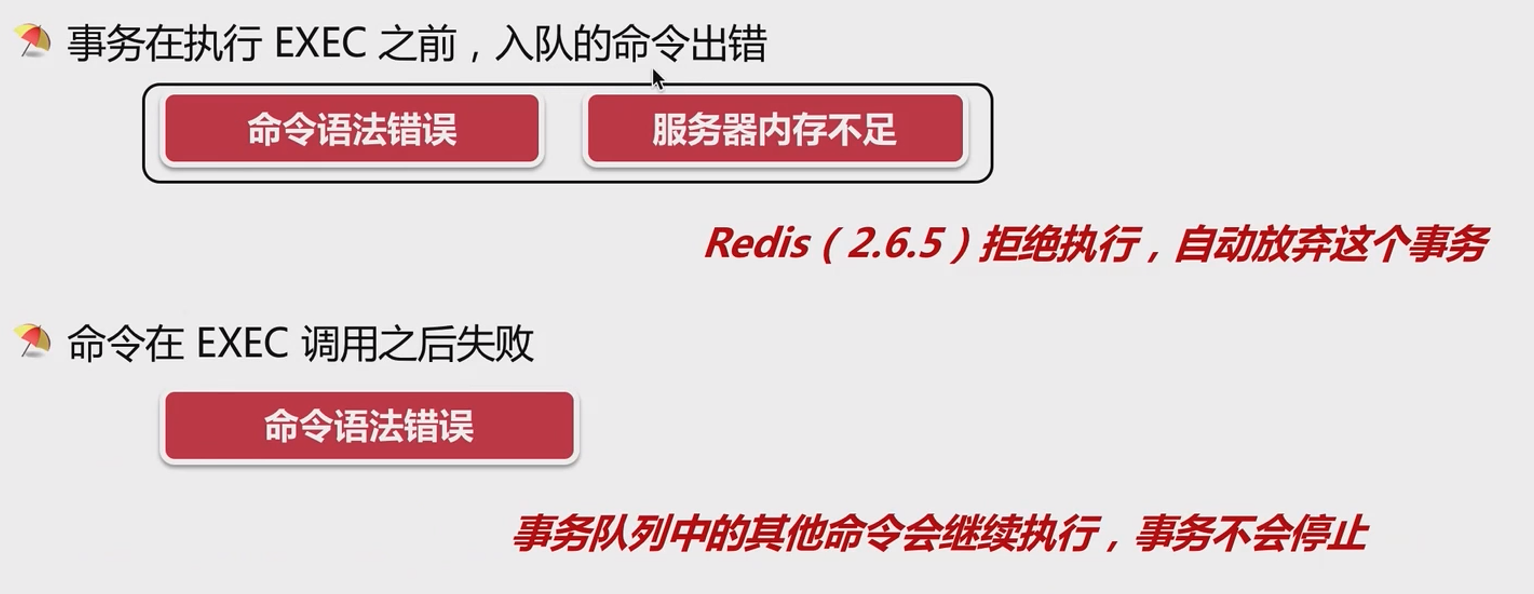 事务在执行 EXEC 之前，入队的命令出错
命令语法错误 服务器内存不足
Redis（2.6.5）拒绝执行，自动放弃这个事务
命令在 EXEC 调用之后失败
命令语法错误
事务队列中的其他命令会继续执行，事务不会停止